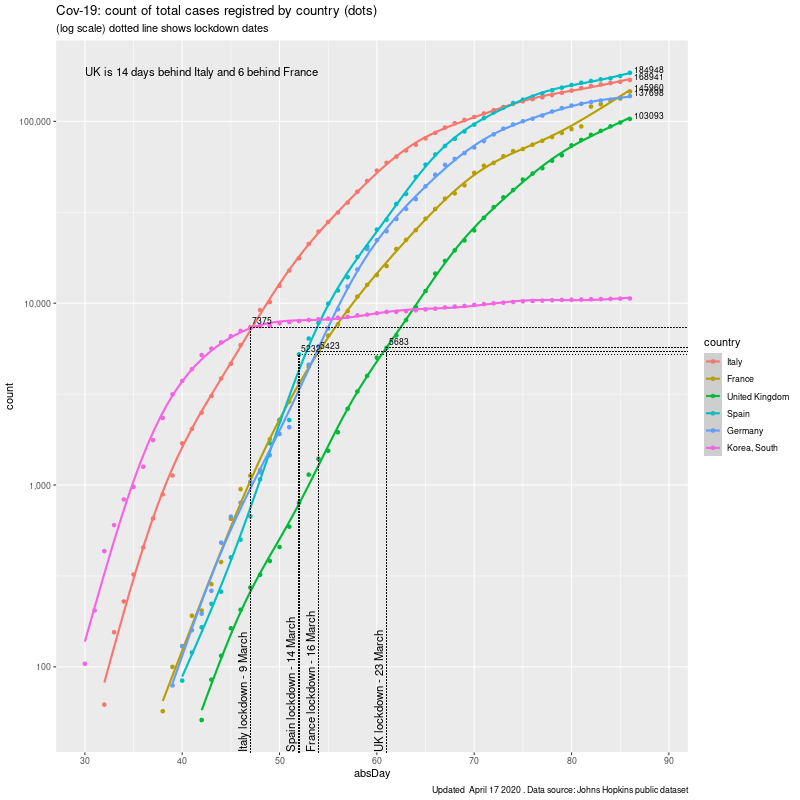 Cov-19: count of total cases registred by country (dots)
(log scale) dotted line shows lockdown dates
UK is 14 days behind Italy and 6 behind France
184948
168941
145960
137698
103093
100,000
10,000
1,000
100
count
7375
5232
5423
5683
Italy lockdown - 9 March
Spain lockdown - 14 March
France lockdown - 16 March
UK lockdown - 23 March
30
40
50
60
70
80
90
absDay
country
Italy
France
United Kingdom
Spain
Germany
Korea, South
Updated April 17 2020 . Data source: Johns Hopkins public dataset